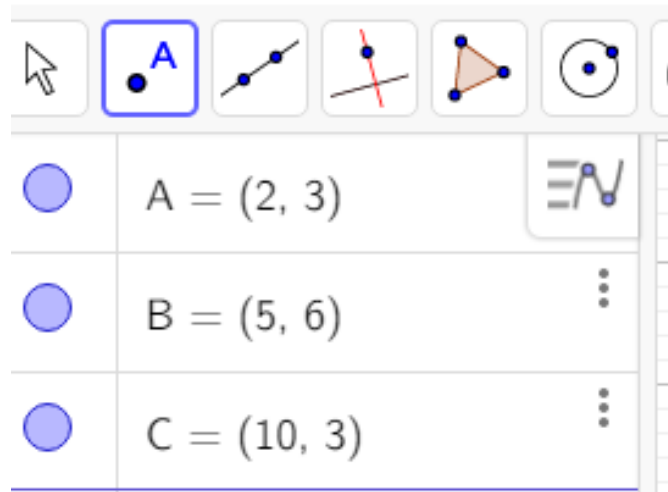 A
A = (2, 3)
B = (5, 6)
C = (10, 3)